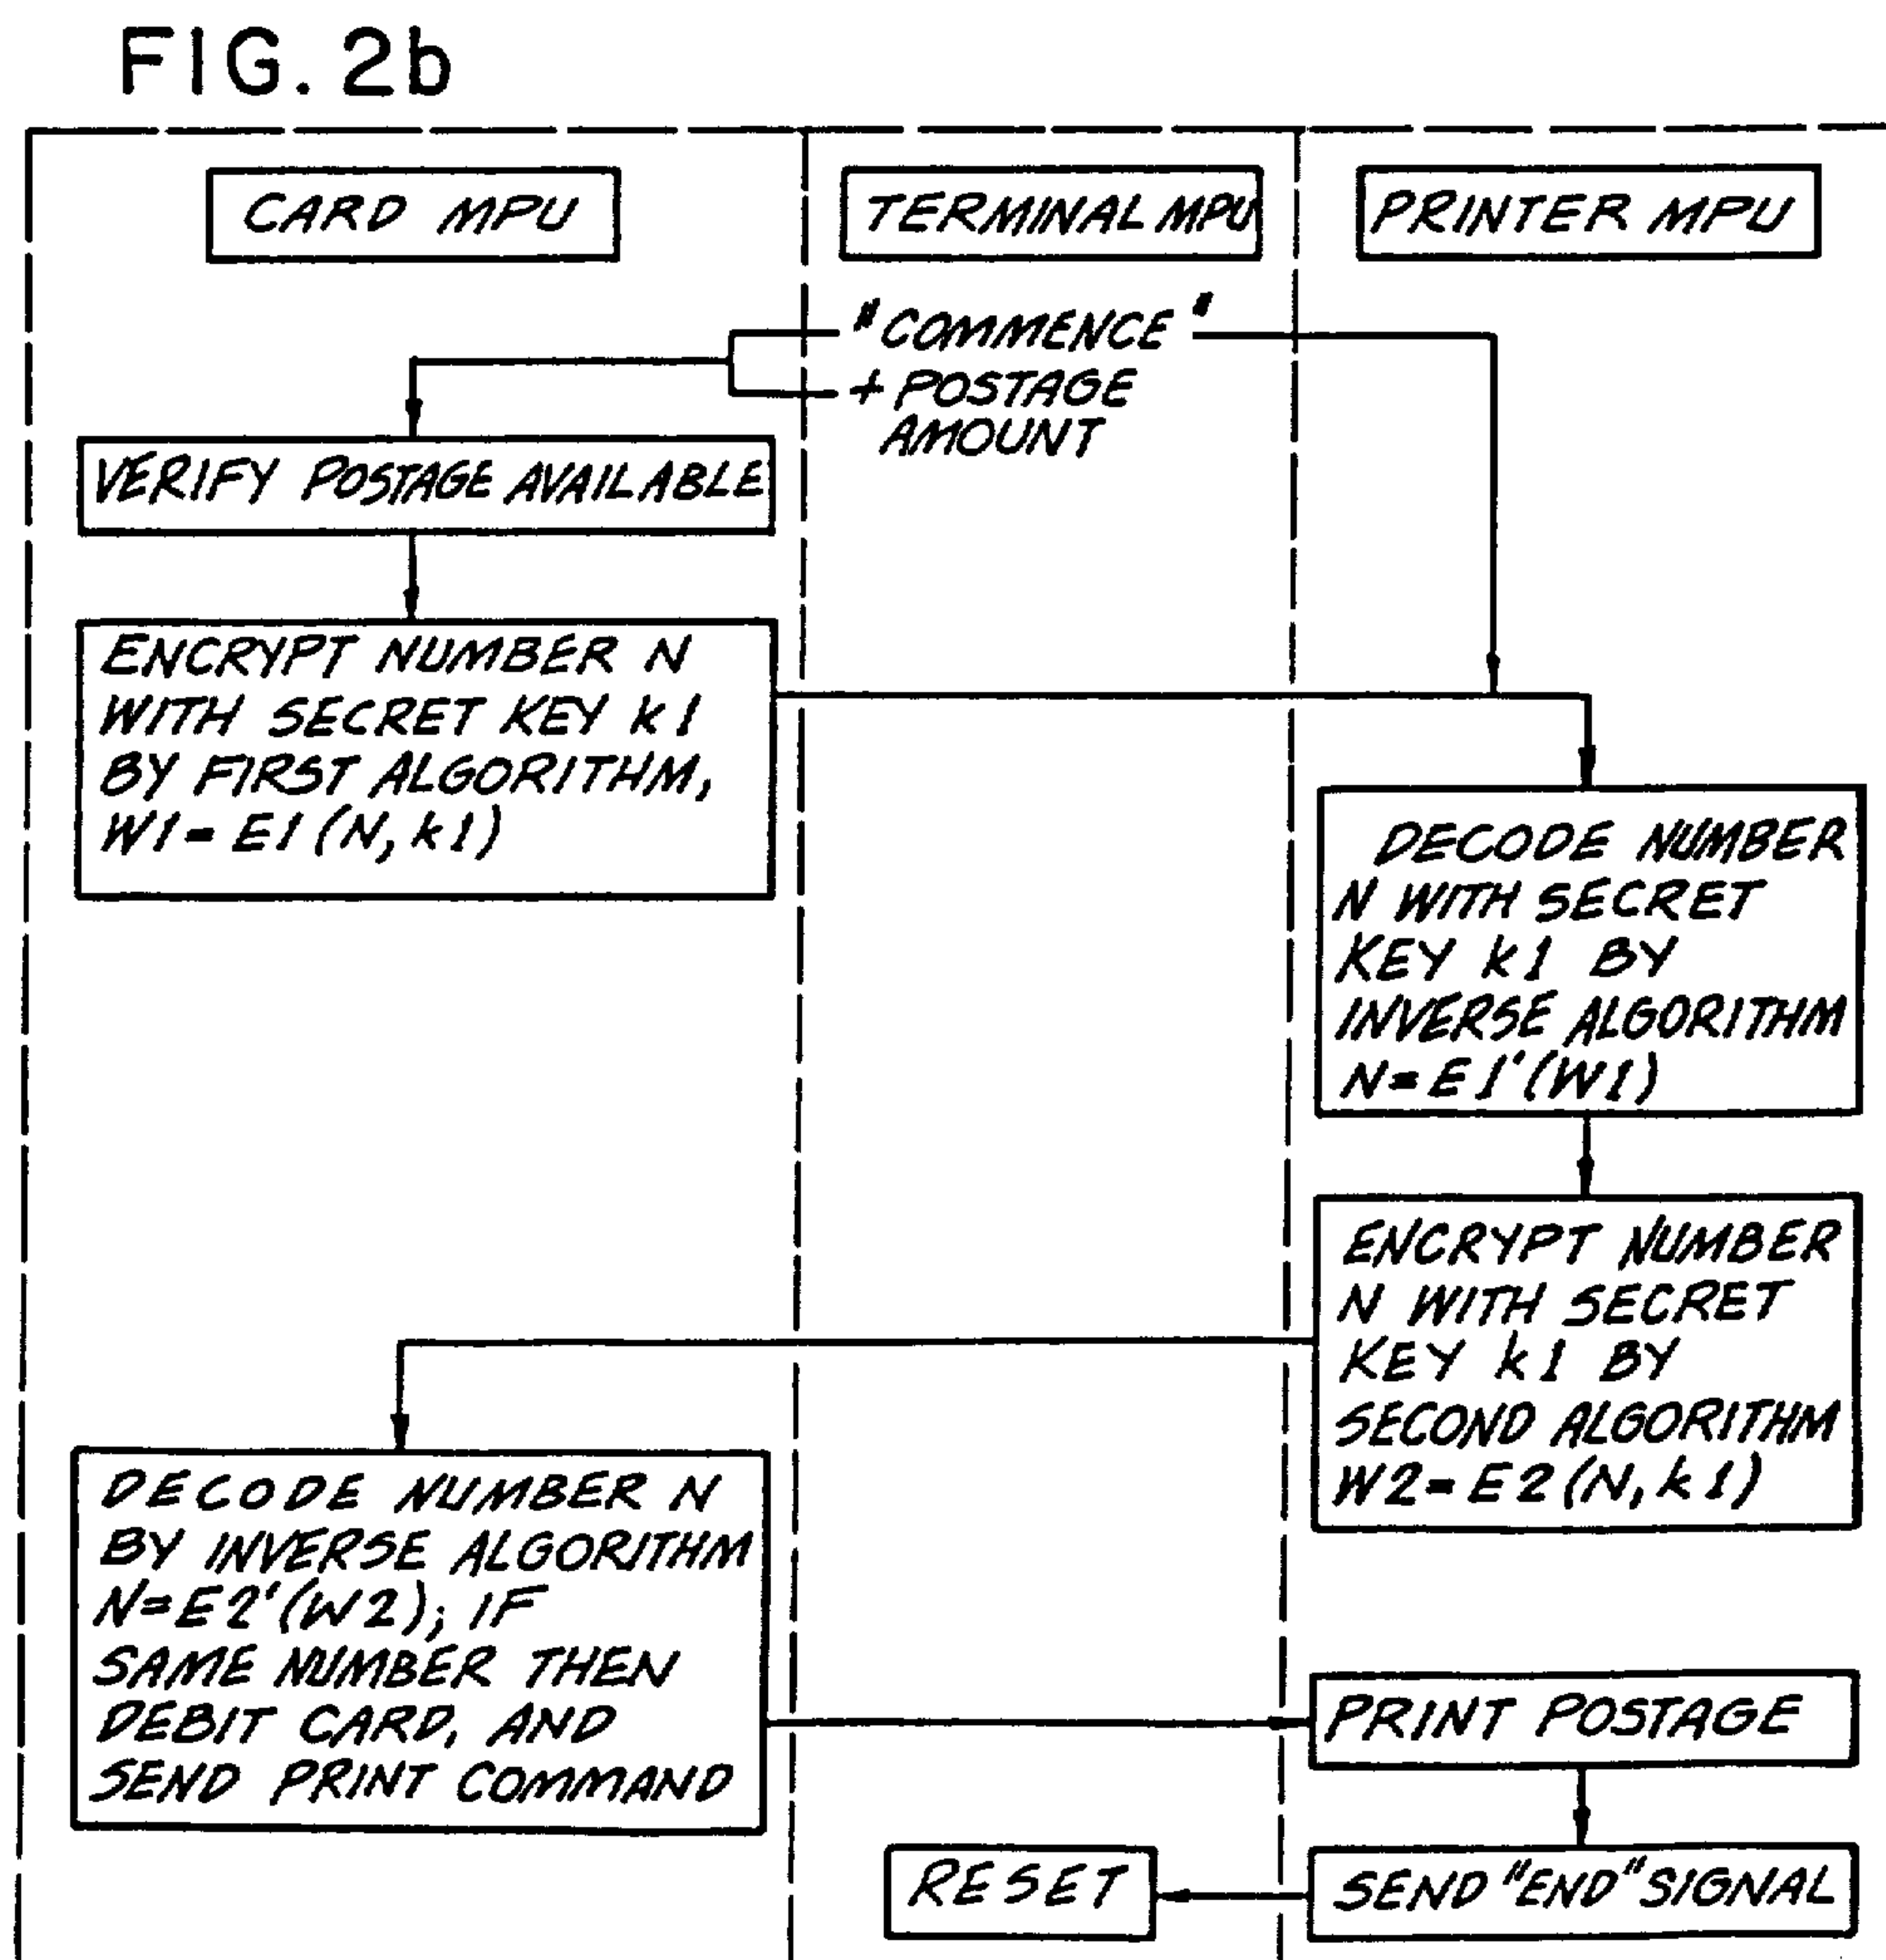 FIG. 2b
CARD MPU
TERMINAL MPU
PRINTER MPU
"COMMENCE"
+ POSTAGE
AMOUNT
VERIFY POSTAGE AVAILABLE
ENCRYPT NUMBER N
WITH SECRET KEY k1
BY FIRST ALGORITHM,
W1=E1(N,k1)
DECODE NUMBER
N WITH SECRET
KEY k1 BY
INVERSE ALGORITHM
N=E1'(W1)
ENCRYPT NUMBER
N WITH SECRET
KEY k1 BY
SECOND ALGORITHM
W2=E2(N,k1)
DECODE NUMBER N
BY INVERSE ALGORITHM
N=E2'(W2); IF
SAME NUMBER THEN
DEBIT CARD, AND
SEND PRINT COMMAND
PRINT POSTAGE
SEND "END" SIGNAL
RESET